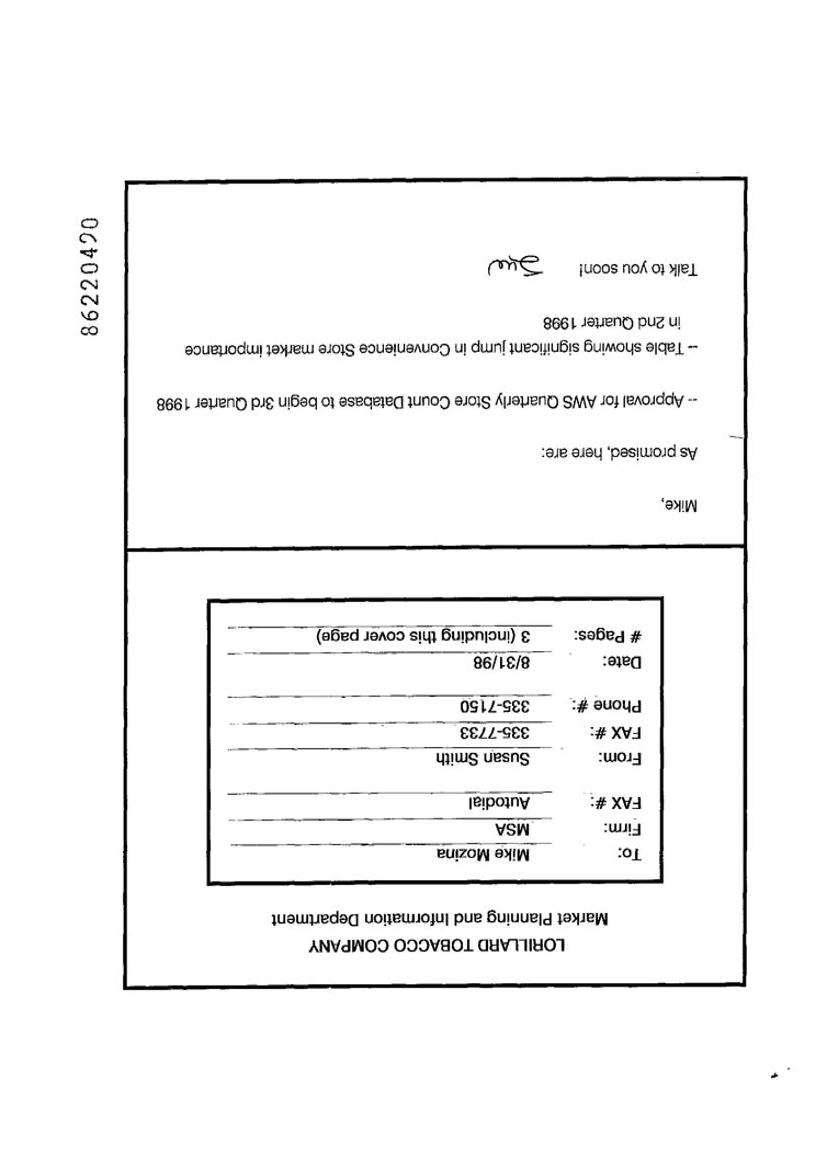 LORILLARD TOBACCO COMPANY
Market Planning and Information Department
To: Mike Mozina
Firm: MSA
FAX #: Autodial
From: Susan Smith
FAX #: 335-7733
Phone #: 335-7150
Date: 8/31/98
# Pages: 3 (including this cover page)
Mike,
As promised, here are:
-- Approval for AWS Quarterly Store Count Database to begin 3rd Quarter 1998
-- Table showing significant jump in Convenience Store market importance
in 2nd Quarter 1998
Talk to you soon! Sue
86220490